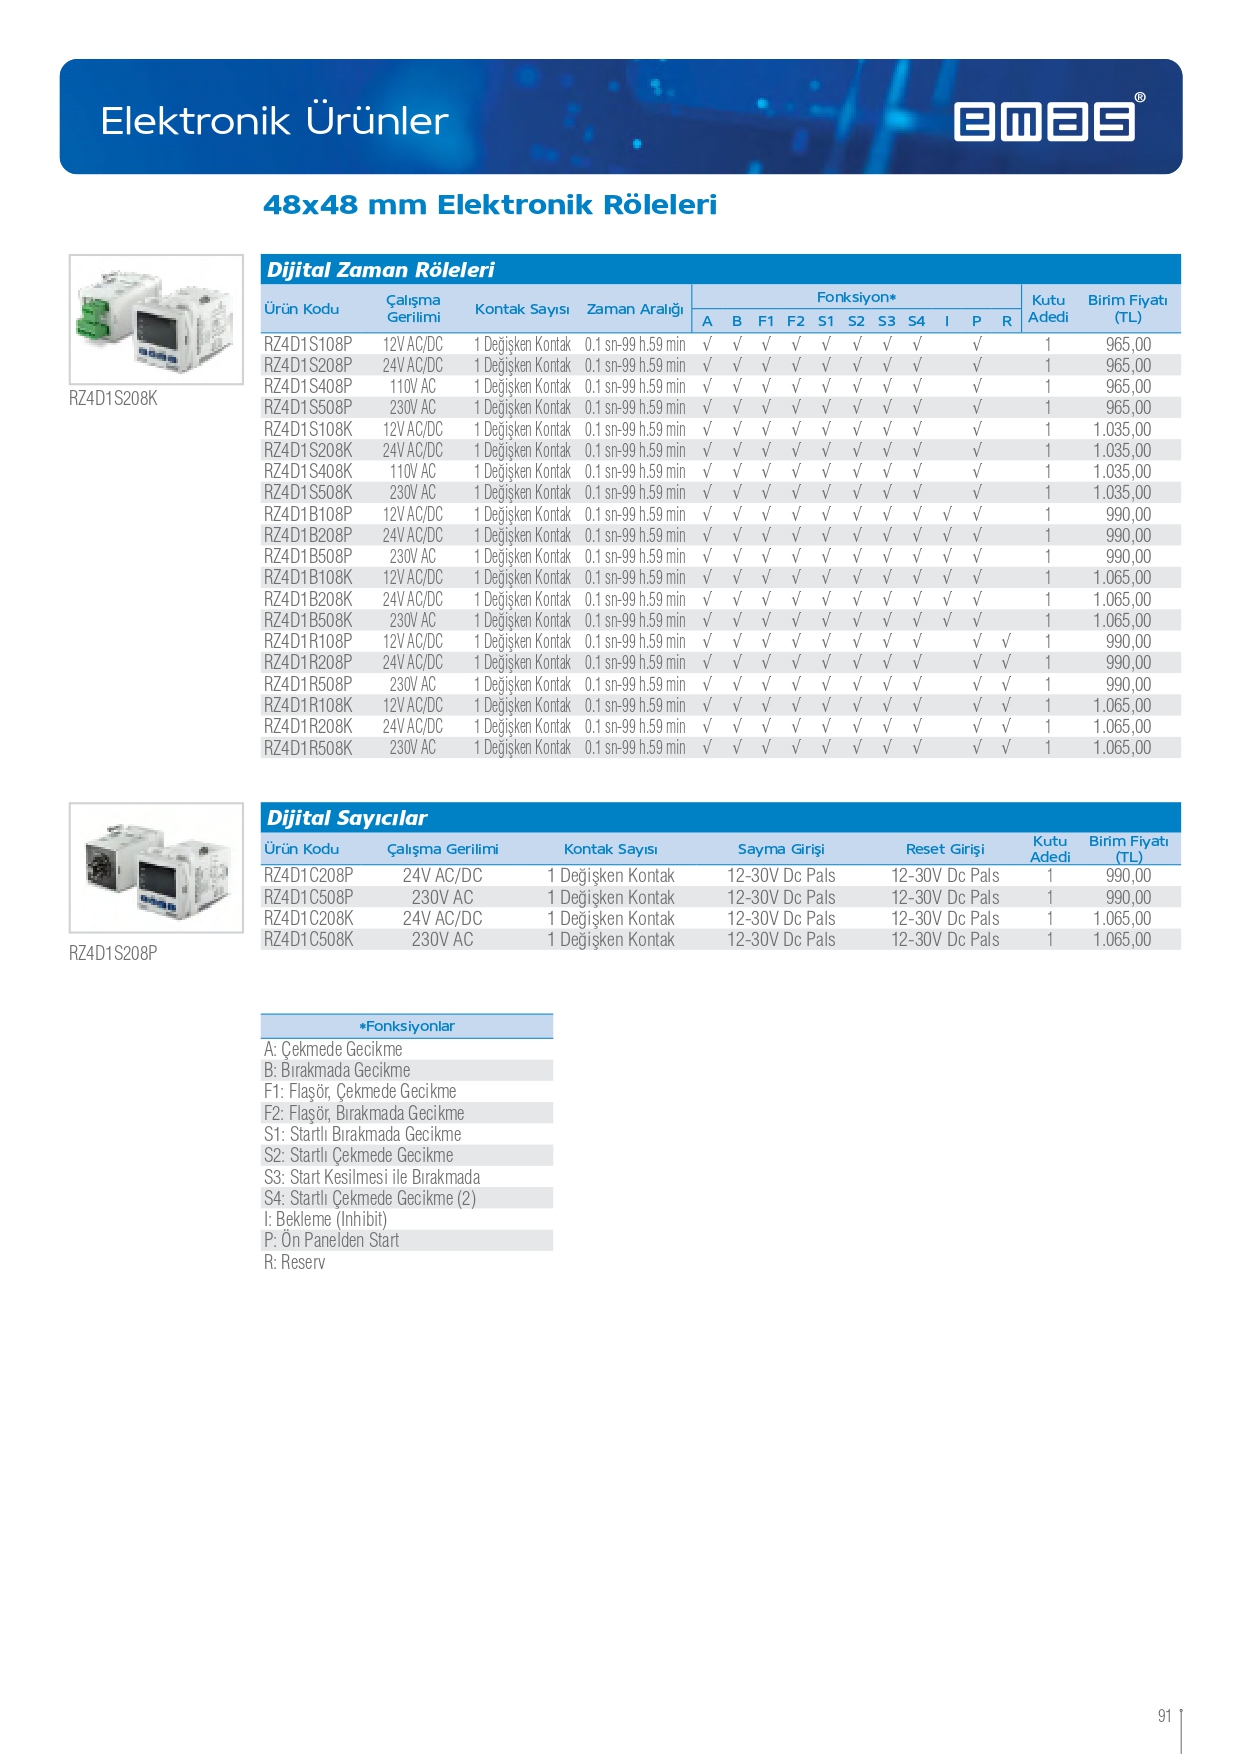 Elektronik Ürünler
emas®
48x48 mm Elektronik Röleleri
RZ4D1S208K
Dijital Zaman Röleleri
Ürün Kodu Çalışma Gerilimi Kontak Sayısı Zaman Aralığı Fonksiyon* Kutu Adedi Birim Fiyatı (TL)
A B F1 F2 S1 S2 S3 S4 I P R
RZ4D1S108P 12V AC/DC 1 Değişken Kontak 0.1 sn-99 h.59 min √ √ √ √ √ √ √ √ √ 1 965,00
RZ4D1S208P 24V AC/DC 1 Değişken Kontak 0.1 sn-99 h.59 min √ √ √ √ √ √ √ √ √ 1 965,00
RZ4D1S408P 110V AC 1 Değişken Kontak 0.1 sn-99 h.59 min √ √ √ √ √ √ √ √ √ 1 965,00
RZ4D1S508P 230V AC 1 Değişken Kontak 0.1 sn-99 h.59 min √ √ √ √ √ √ √ √ √ 1 965,00
RZ4D1S108K 12V AC/DC 1 Değişken Kontak 0.1 sn-99 h.59 min √ √ √ √ √ √ √ √ √ 1 1.035,00
RZ4D1S208K 24V AC/DC 1 Değişken Kontak 0.1 sn-99 h.59 min √ √ √ √ √ √ √ √ √ 1 1.035,00
RZ4D1S408K 110V AC 1 Değişken Kontak 0.1 sn-99 h.59 min √ √ √ √ √ √ √ √ √ 1 1.035,00
RZ4D1S508K 230V AC 1 Değişken Kontak 0.1 sn-99 h.59 min √ √ √ √ √ √ √ √ √ 1 1.035,00
RZ4D1B108P 12V AC/DC 1 Değişken Kontak 0.1 sn-99 h.59 min √ √ √ √ √ √ √ √ √ √ 1 990,00
RZ4D1B208P 24V AC/DC 1 Değişken Kontak 0.1 sn-99 h.59 min √ √ √ √ √ √ √ √ √ √ 1 990,00
RZ4D1B508P 230V AC 1 Değişken Kontak 0.1 sn-99 h.59 min √ √ √ √ √ √ √ √ √ √ 1 990,00
RZ4D1B108K 12V AC/DC 1 Değişken Kontak 0.1 sn-99 h.59 min √ √ √ √ √ √ √ √ √ √ 1 1.065,00
RZ4D1B208K 24V AC/DC 1 Değişken Kontak 0.1 sn-99 h.59 min √ √ √ √ √ √ √ √ √ √ 1 1.065,00
RZ4D1B508K 230V AC 1 Değişken Kontak 0.1 sn-99 h.59 min √ √ √ √ √ √ √ √ √ √ 1 1.065,00
RZ4D1R108P 12V AC/DC 1 Değişken Kontak 0.1 sn-99 h.59 min √ √ √ √ √ √ √ √ √ √ 1 990,00
RZ4D1R208P 24V AC/DC 1 Değişken Kontak 0.1 sn-99 h.59 min √ √ √ √ √ √ √ √ √ √ 1 990,00
RZ4D1R508P 230V AC 1 Değişken Kontak 0.1 sn-99 h.59 min √ √ √ √ √ √ √ √ √ √ 1 990,00
RZ4D1R108K 12V AC/DC 1 Değişken Kontak 0.1 sn-99 h.59 min √ √ √ √ √ √ √ √ √ √ 1 1.065,00
RZ4D1R208K 24V AC/DC 1 Değişken Kontak 0.1 sn-99 h.59 min √ √ √ √ √ √ √ √ √ √ 1 1.065,00
RZ4D1R508K 230V AC 1 Değişken Kontak 0.1 sn-99 h.59 min √ √ √ √ √ √ √ √ √ √ 1 1.065,00
RZ4D1S208P
Dijital Sayıcılar
Ürün Kodu Çalışma Gerilimi Kontak Sayısı Sayma Girişi Reset Girişi Kutu Adedi Birim Fiyatı (TL)
RZ4D1C208P 24V AC/DC 1 Değişken Kontak 12-30V Dc Pals 12-30V Dc Pals 1 990,00
RZ4D1C508P 230V AC 1 Değişken Kontak 12-30V Dc Pals 12-30V Dc Pals 1 990,00
RZ4D1C208K 24V AC/DC 1 Değişken Kontak 12-30V Dc Pals 12-30V Dc Pals 1 1.065,00
RZ4D1C508K 230V AC 1 Değişken Kontak 12-30V Dc Pals 12-30V Dc Pals 1 1.065,00
*Fonksiyonlar
A: Çekmede Gecikme
B: Bırakmada Gecikme
F1: Flaşör, Çekmede Gecikme
F2: Flaşör, Bırakmada Gecikme
S1: Startlı Bırakmada Gecikme
S2: Startlı Çekmede Gecikme
S3: Start Kesilmesi ile Bırakmada
S4: Startlı Çekmede Gecikme (2)
I: Bekleme (Inhibit)
P: Ön Panelden Start
R: Reserv
91